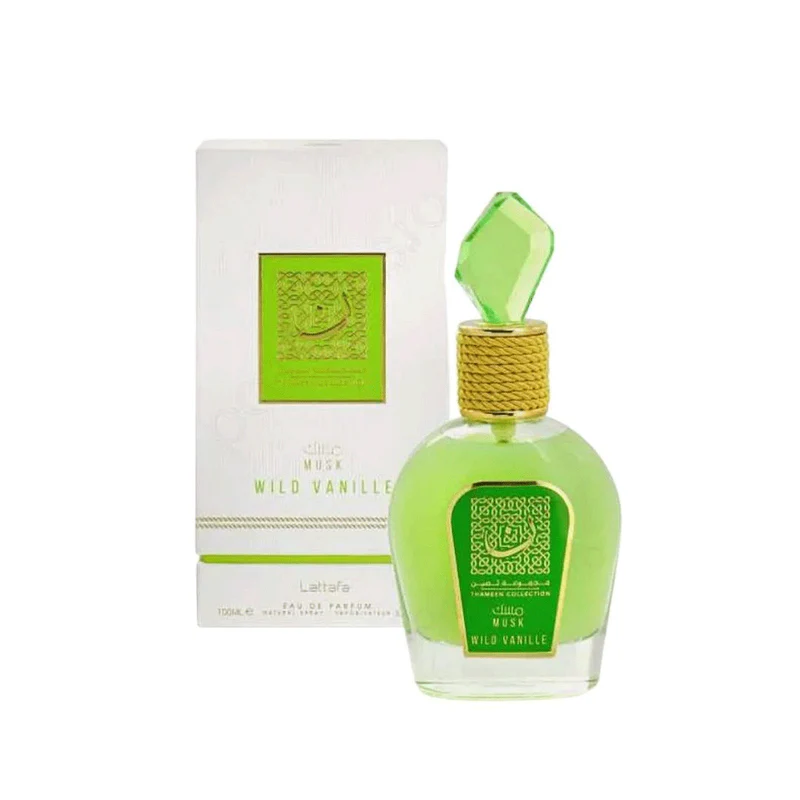 مسك
MUSK
WILD VANILLE
Lattafa
100ML e EAU DE PARFUM
NATURAL SPRAY
مجموعة ثمين
THAMEEN COLLECTION
مسك
MUSK
WILD VANILLE